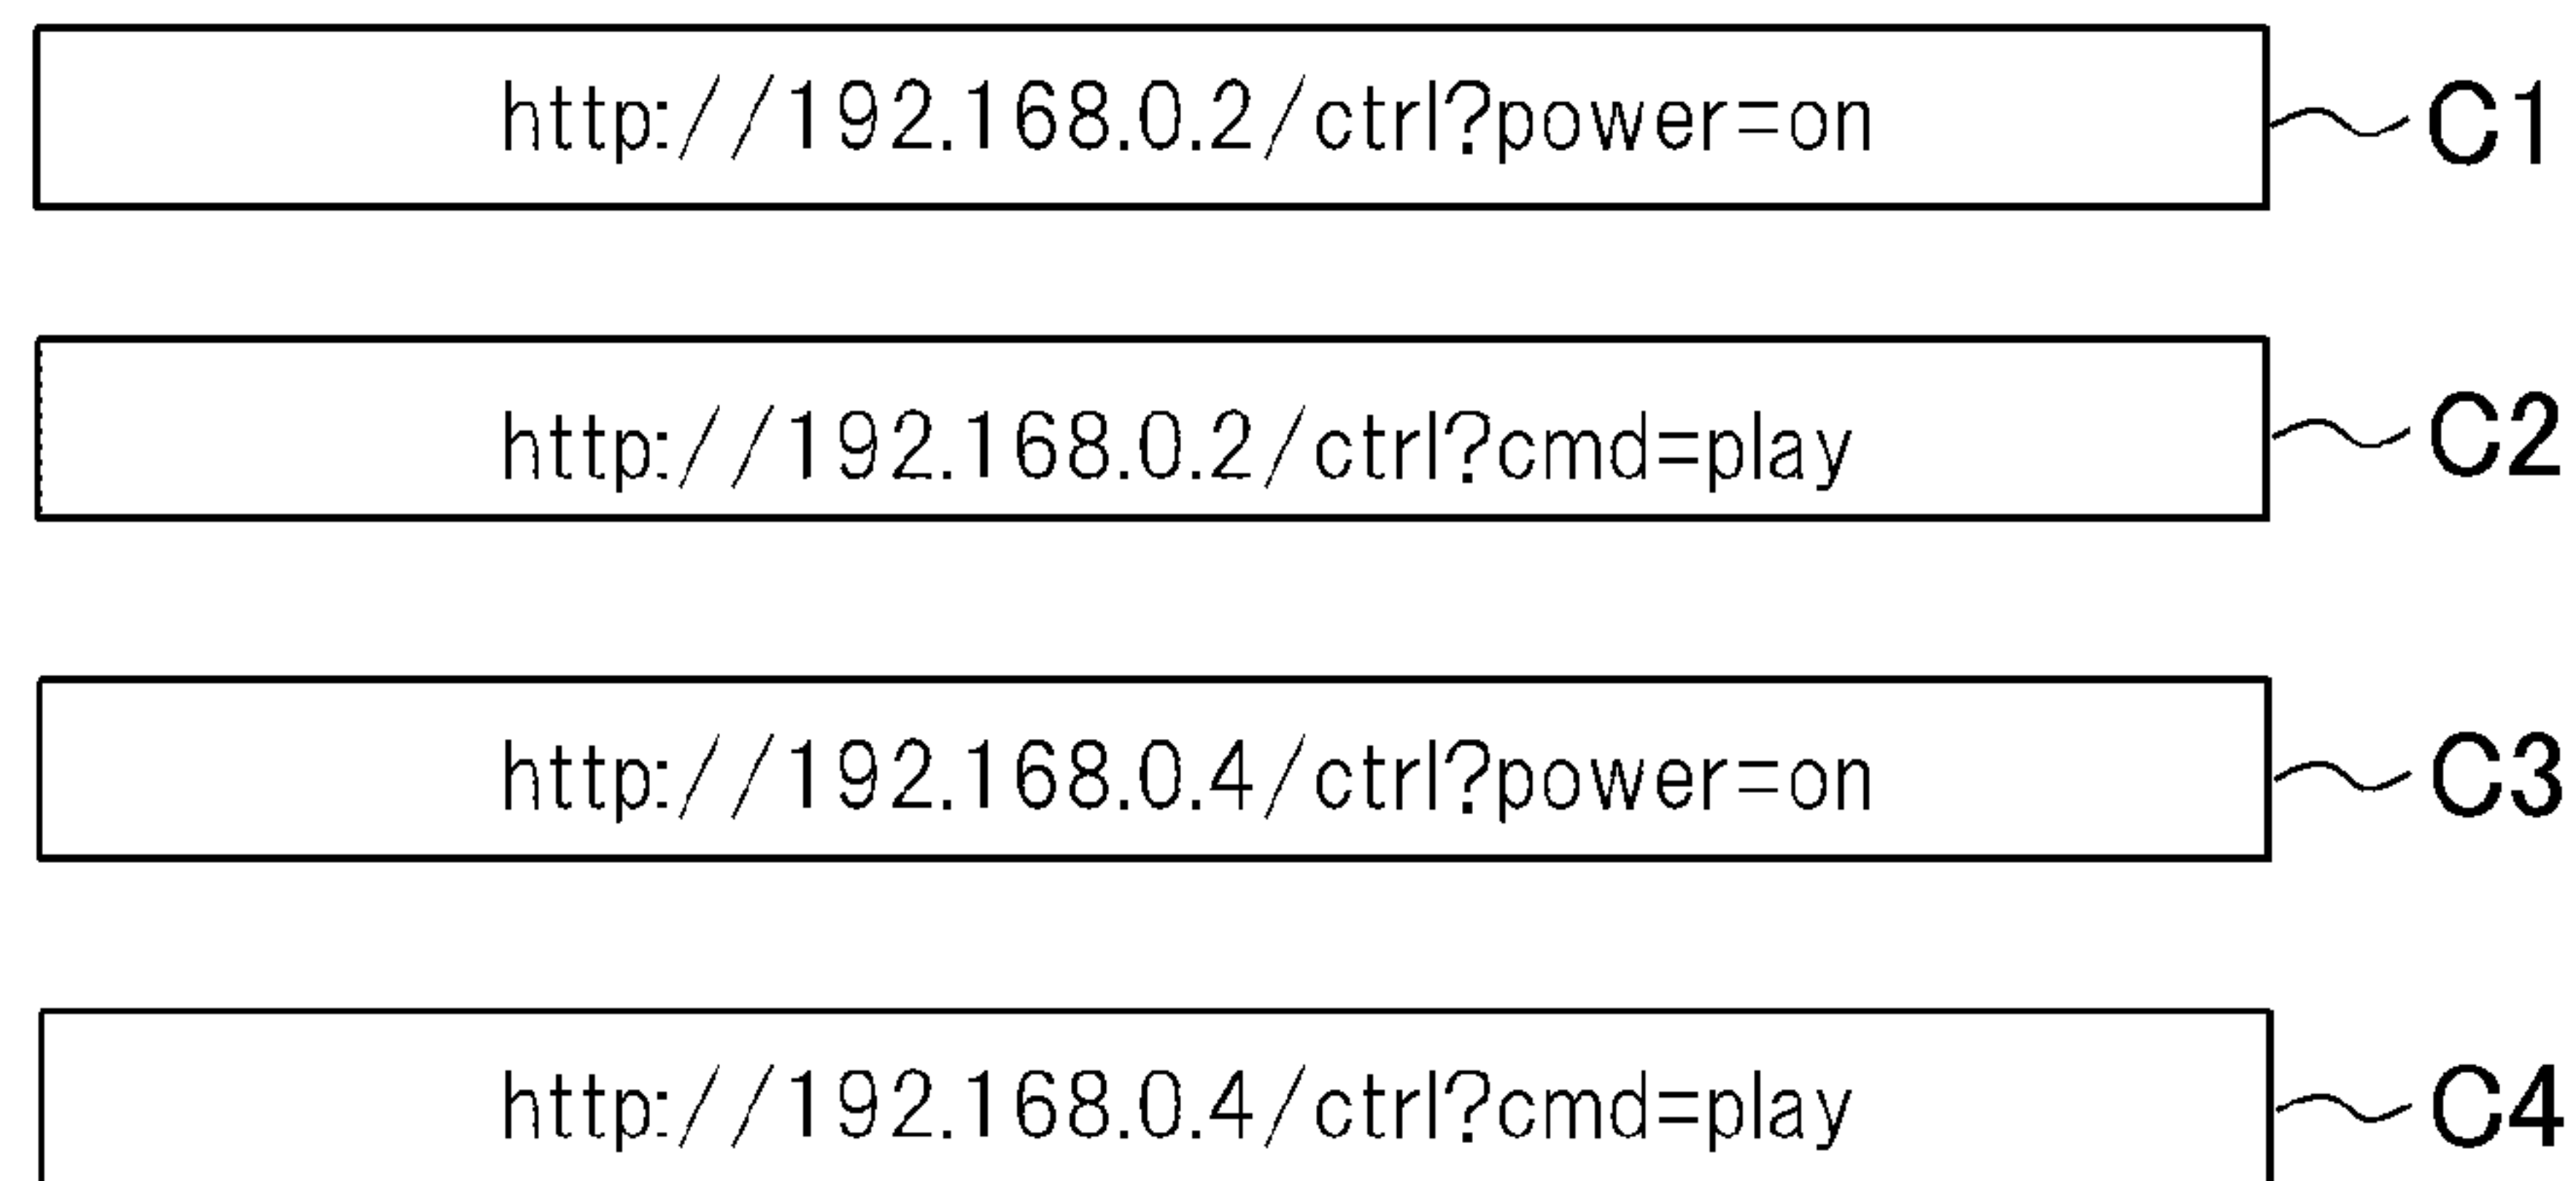 http://192.168.0.2/ctrl?power=on C1
http://192.168.0.2/ctrl?cmd=play C2
http://192.168.0.4/ctrl?power=on C3
http://192.168.0.4/ctrl?cmd=play C4